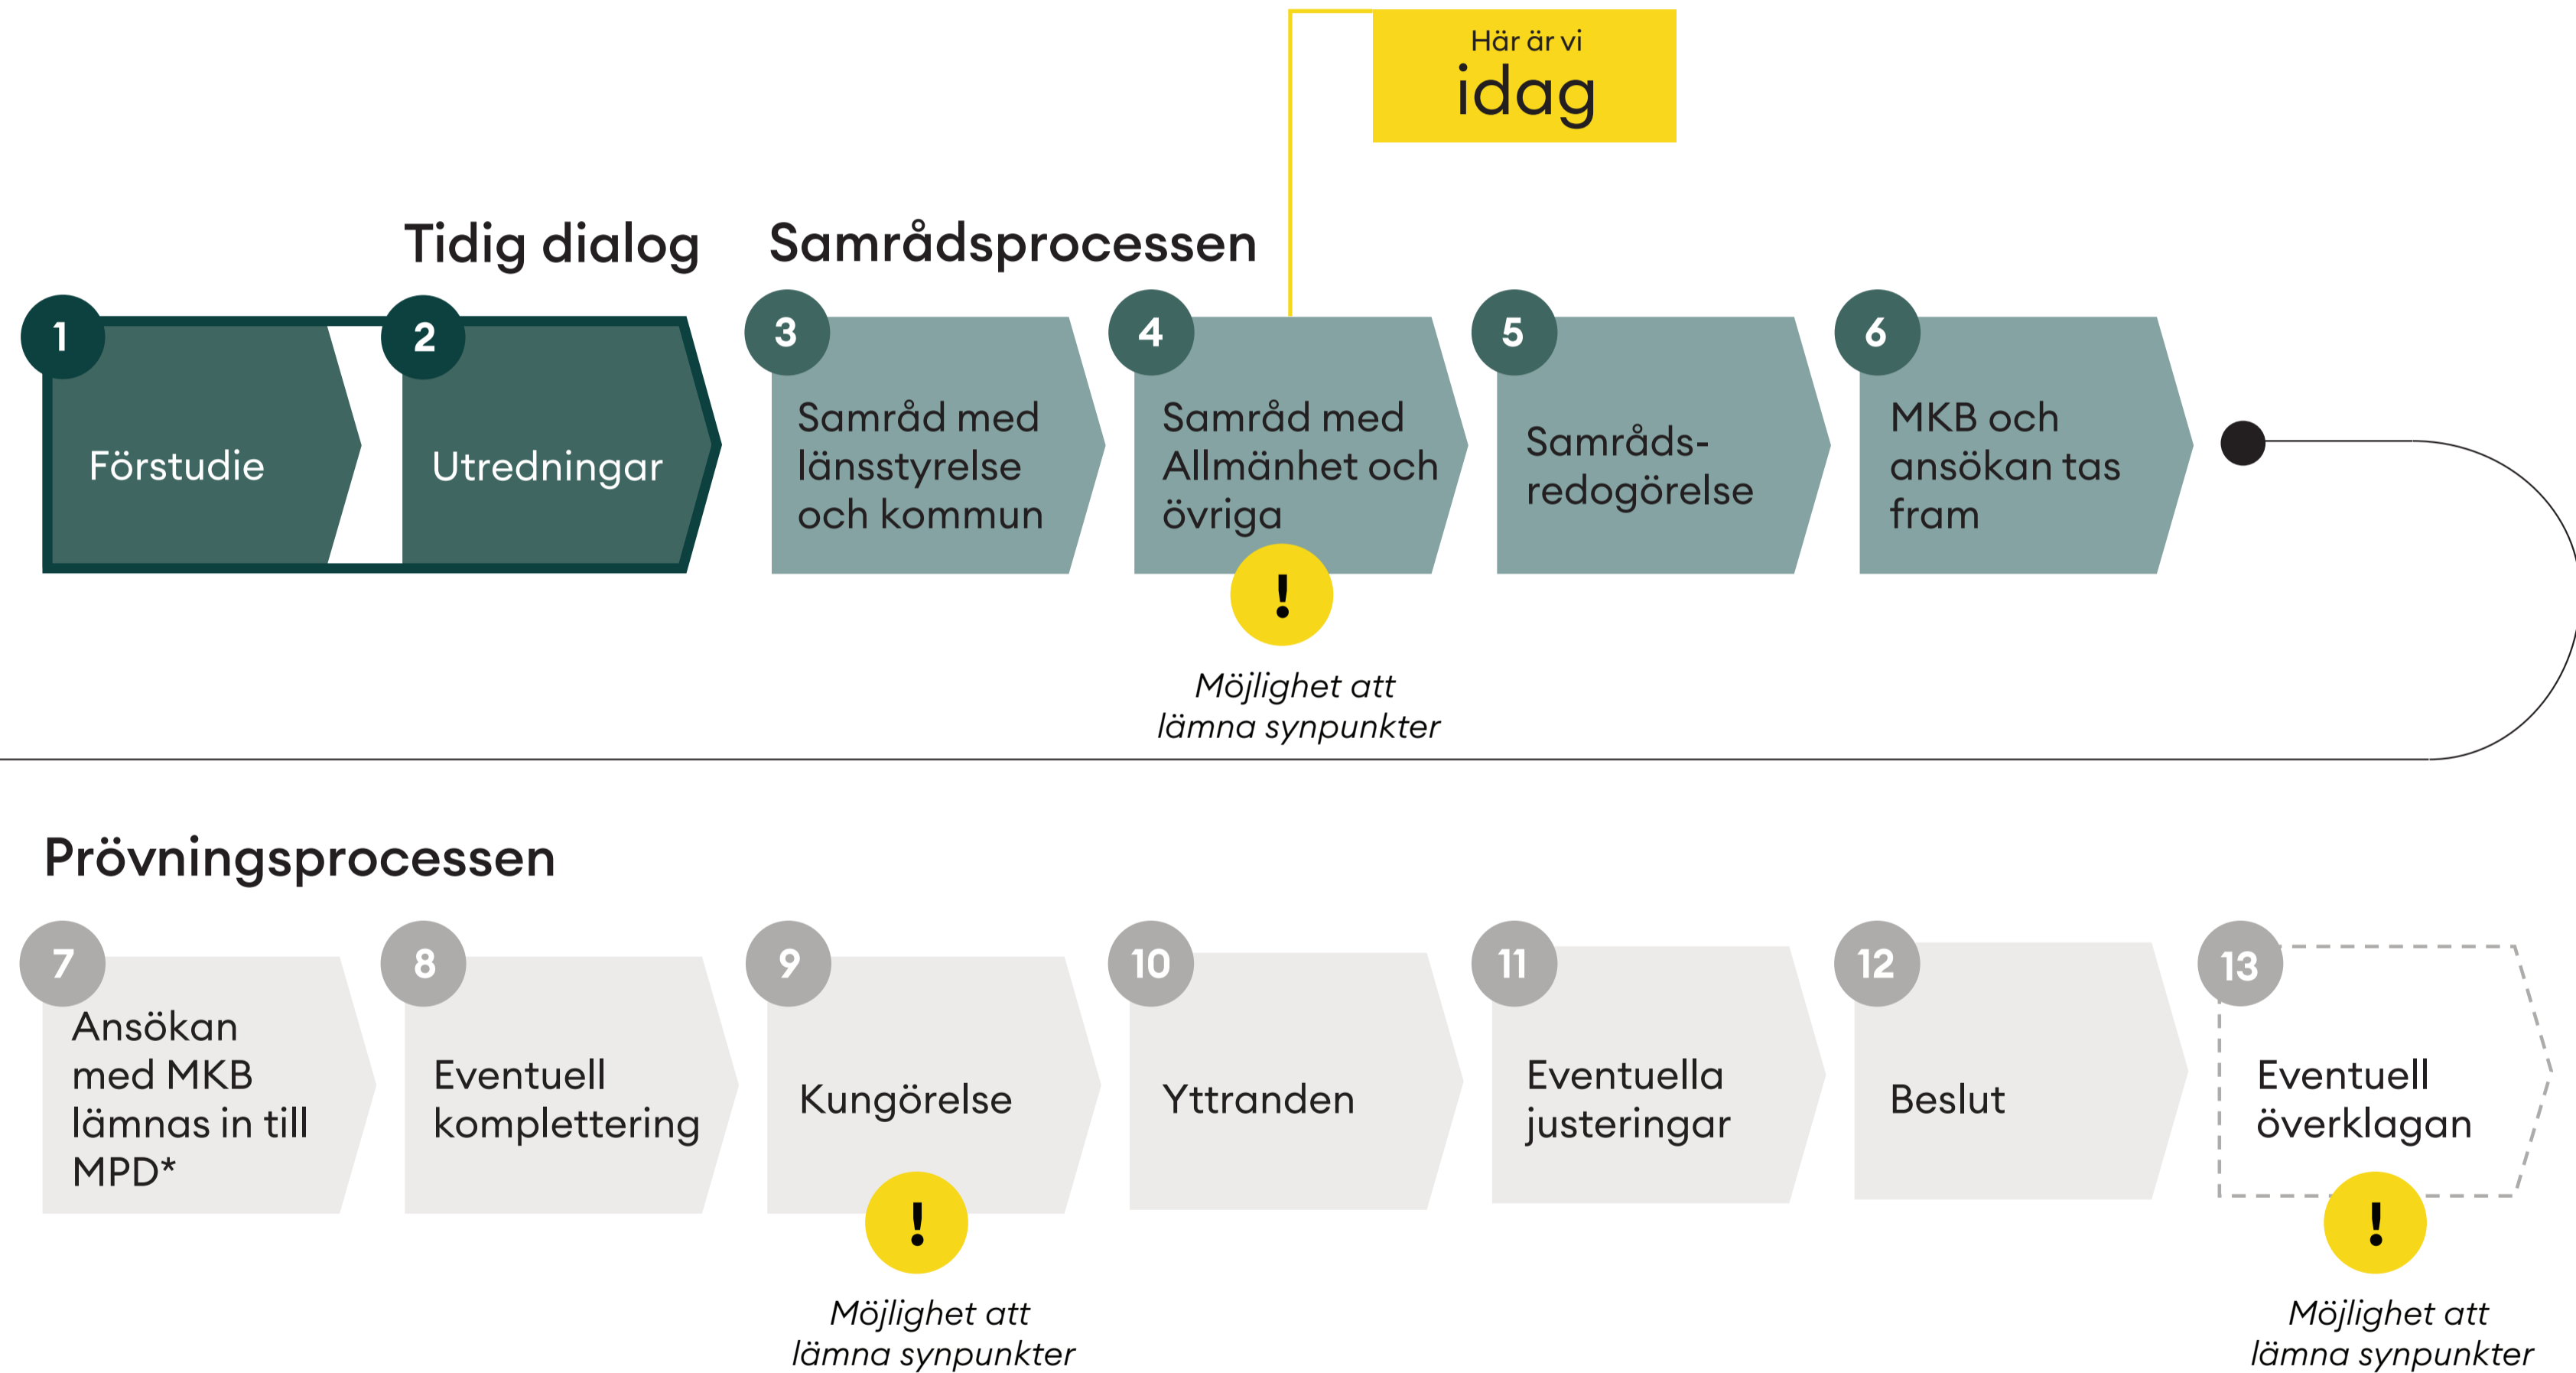 Här är vi
idag
Tidig dialog
Samrådsprocessen
1
Förstudie
2
Utredningar
3
Samråd med
länsstyrelse
och kommun
4
Samråd med
Allmänhet och
övriga
!
Möjlighet att
lämna synpunkter
5
Samråds-
redogörelse
6
MKB och
ansökan tas
fram
Prövningsprocessen
7
Ansökan
med MKB
lämnas in till
MPD*
8
Eventuell
komplettering
9
Kungörelse
!
Möjlighet att
lämna synpunkter
10
Yttranden
11
Eventuella
justeringar
12
Beslut
13
Eventuell
överklagan
!
Möjlighet att
lämna synpunkter